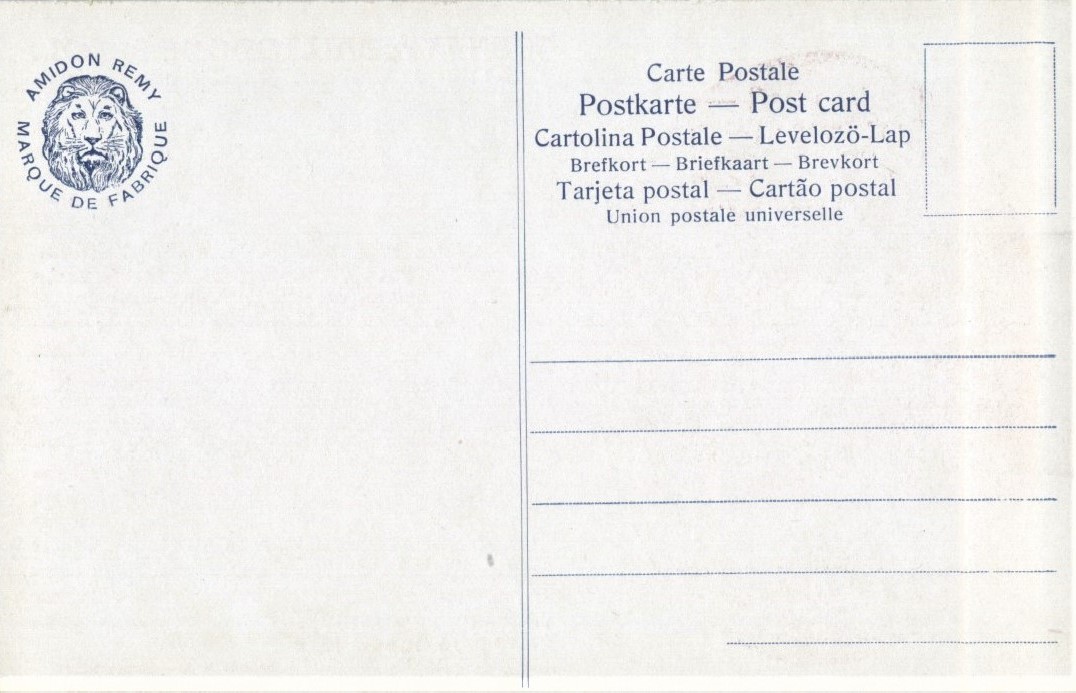 AMIDON REMY
MARQUE DE FABRIQUE
Carte Postale
Postkarte — Post card
Cartolina Postale — Levelozö-Lap
Brefkort — Briefkaart — Brevkort
Tarjeta postal — Cartão postal
Union postale universelle